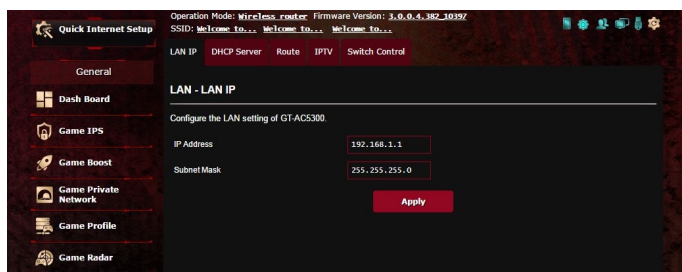 Quick Internet Setup
General
Dash Board
Game IPS
Game Boost
Game Private
Network
Game Profile
Game Radar
Operation Mode: Wireless router Firmware Version: 3.0.0.4.382_10397
SSID: Welcome to... Welcome to... Welcome to...
LAN IP DHCP Server Route IPTV Switch Control
LAN - LAN IP
Configure the LAN setting of GT-AC5300.
IP Address 192.168.1.1
Subnet Mask 255.255.255.0
Apply